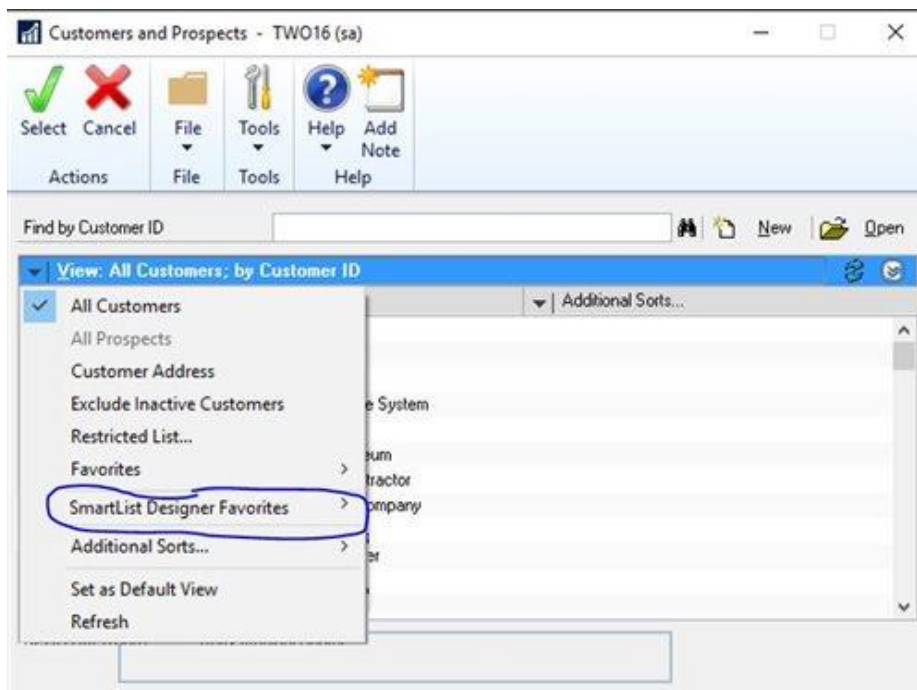 Customers and Prospects - TWO16 (sa)
Select Cancel File Tools Help Add Note
Actions File Tools Help
Find by Customer ID New Open
View: All Customers; by Customer ID
Additional Sorts...
All Customers
All Prospects
Customer Address
Exclude Inactive Customers
e System
Restricted List...
eum
Favorites
tractor
SmartList Designer Favorites
ompany
Additional Sorts...
er
Set as Default View
Refresh